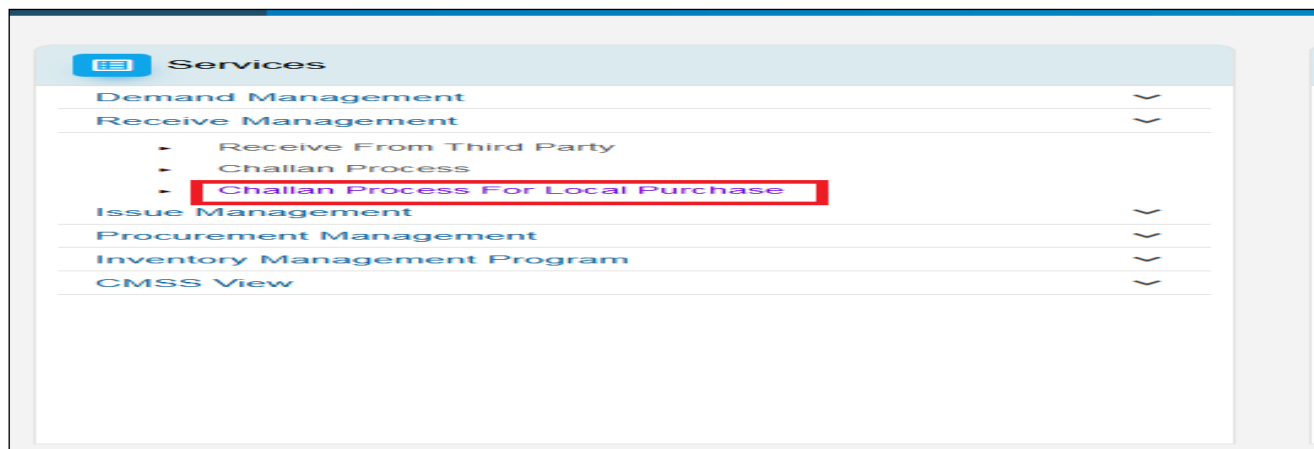 Services
Demand Management
Receive Management
Receive From Third Party
Challan Process
Challan Process For Local Purchase
Issue Management
Procurement Management
Inventory Management Program
CMSS View